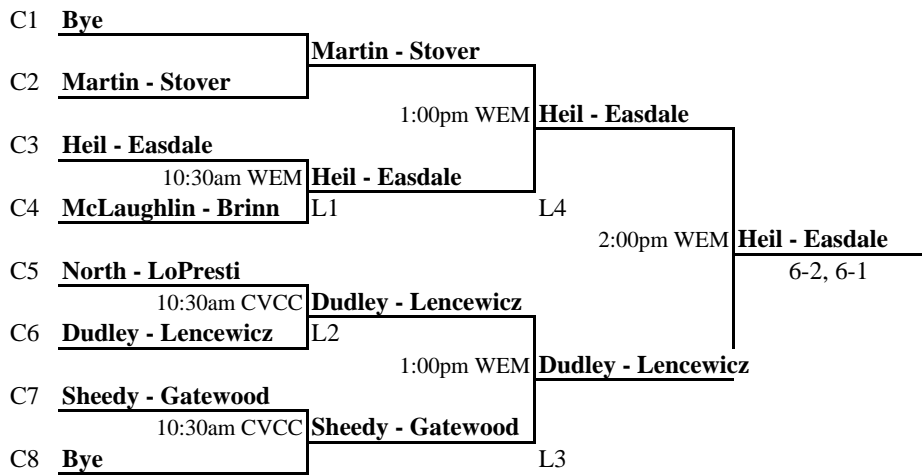 C1 Bye
Martin - Stover
C2 Martin - Stover
1:00pm WEM Heil - Easdale
C3 Heil - Easdale
10:30am WEM Heil - Easdale
C4 McLaughlin - Brinn L1 L4
2:00pm WEM Heil - Easdale
C5 North - LoPresti 6-2, 6-1
10:30am CVCC Dudley - Lencewicz
C6 Dudley - Lencewicz L2
1:00pm WEM Dudley - Lencewicz
C7 Sheedy - Gatewood
10:30am CVCC Sheedy - Gatewood
C8 Bye L3